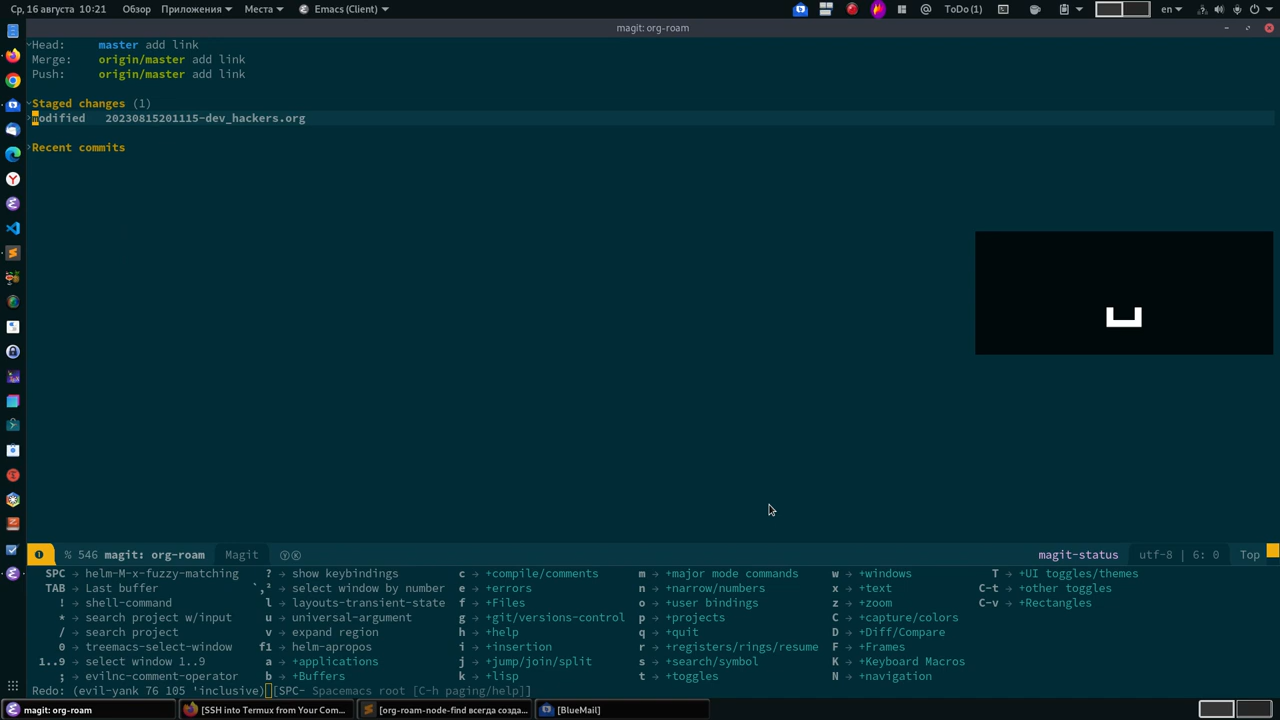 Ср, 16 августа 10:21 Обзор Приложения Места Emacs (Client) ToDo (1) en
magit: org-roam
Head: master add link
Merge: origin/master add link
Push: origin/master add link
Staged changes (1)
modified 20230815201115-dev_hackers.org
Recent commits
% 546 magit: org-roam Magit ⓎⓀ magit-status utf-8 | 6: 0 Top
SPC → helm-M-x-fuzzy-matching ? → show keybindings c → +compile/comments m → +major mode commands w → +windows T → +UI toggles/themes
TAB → Last buffer `,² → select window by number e → +errors n → +narrow/numbers x → +text C-t → +other toggles
! → shell-command l → layouts-transient-state f → +Files o → +user bindings z → +zoom C-v → +Rectangles
* → search project w/input u → universal-argument g → +git/versions-control p → +projects C → +capture/colors
/ → search project v → expand region h → +help q → +quit D → +Diff/Compare
0 → treemacs-select-window f1 → helm-apropos i → +insertion r → +registers/rings/resume F → +Frames
1..9 → select window 1..9 a → +applications j → +jump/join/split s → +search/symbol K → +Keyboard Macros
; → evilnc-comment-operator b → +Buffers k → +lisp t → +toggles N → +navigation
Redo: (evil-yank 76 105 'inclusive) [SPC- Spacemacs root [C-h paging/help]]
magit: org-roam [SSH into Termux from Your Com... [org-roam-node-find всегда созда... [BlueMail]